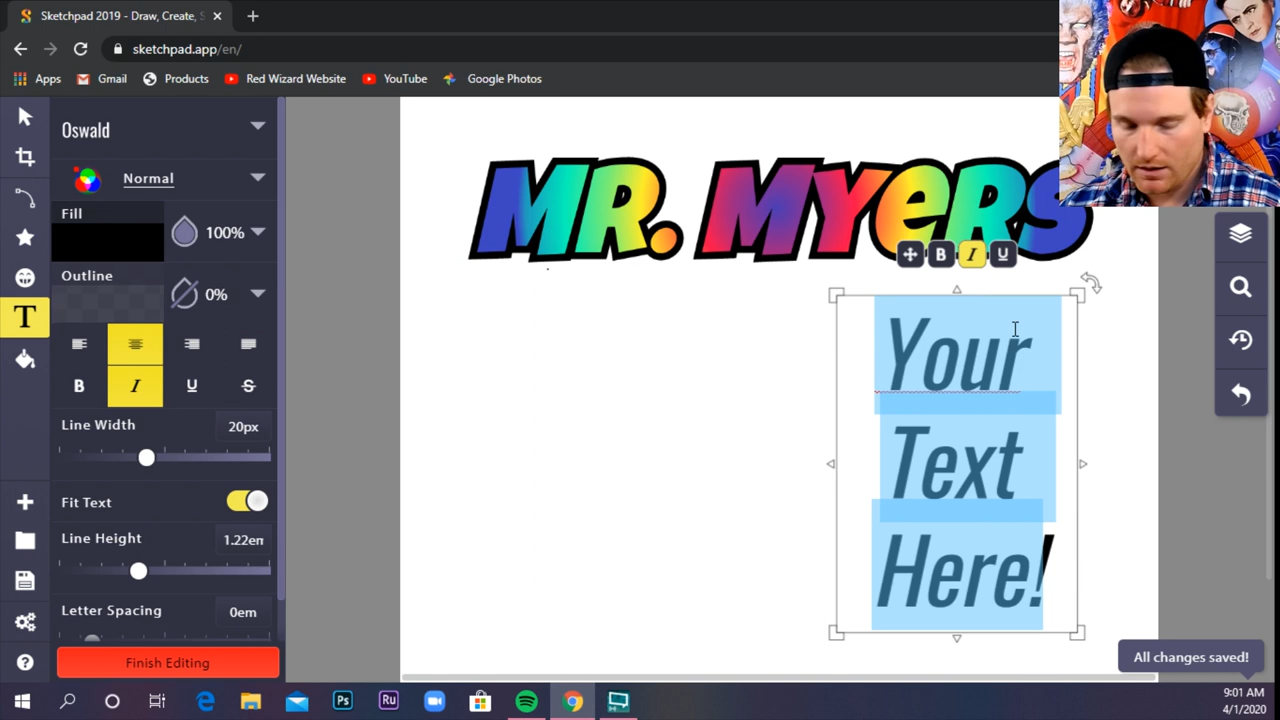 Sketchpad 2019 - Draw, Create, S
sketchpad.app/en/
Apps
Gmail
Products
Red Wizard Website
YouTube
Google Photos
Oswald
Normal
Fill
100%
Outline
0%
B I U S
Line Width
20px
Fit Text
Line Height
1.22em
Letter Spacing
0em
Finish Editing
MR. MYERS
B I U
Your
Text
Here!
All changes saved!
T
Ps
Ru
9:01 AM
4/1/2020